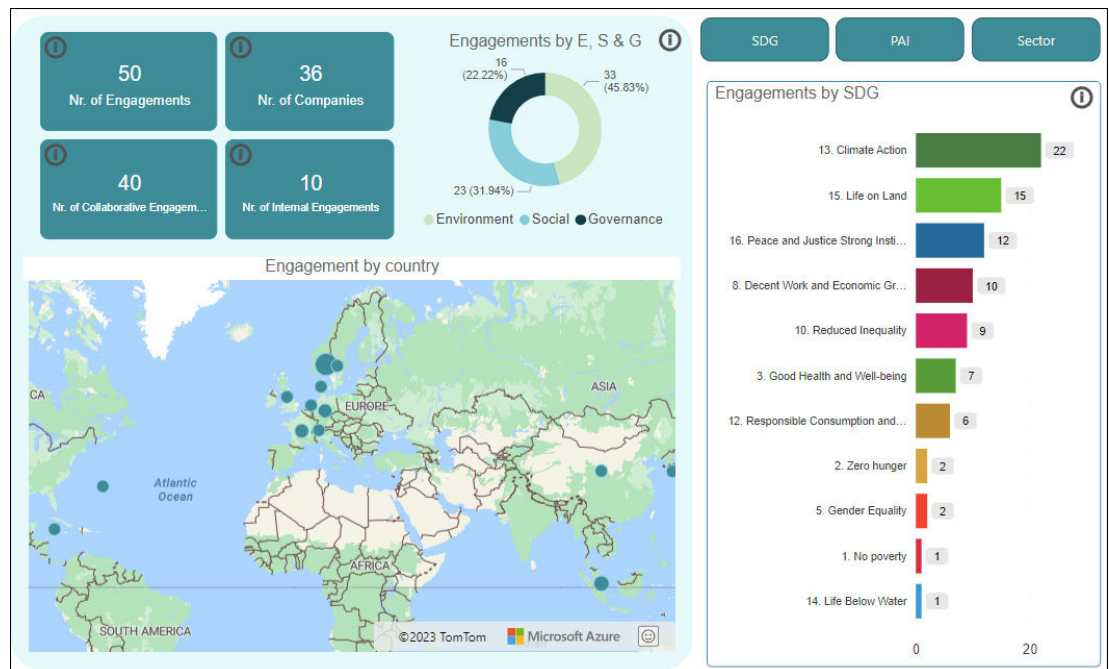 50
Nr. of Engagements
36
Nr. of Companies
40
Nr. of Collaborative Engagem...
10
Nr. of Internal Engagements
Engagements by E, S & G
16
(22.22%)
33
(45.83%)
23 (31.94%)
Environment Social Governance
Engagement by country
CA
Atlantic
Ocean
EUROPE
ASIA
AFRICA
SOUTH AMERICA
©2023 TomTom Microsoft Azure
SDG
PAI
Sector
Engagements by SDG
13. Climate Action 22
15. Life on Land 15
16. Peace and Justice Strong Insti... 12
8. Decent Work and Economic Gr... 10
10. Reduced Inequality 9
3. Good Health and Well-being 7
12. Responsible Consumption and... 6
2. Zero hunger 2
5. Gender Equality 2
1. No poverty 1
14. Life Below Water 1
0 20